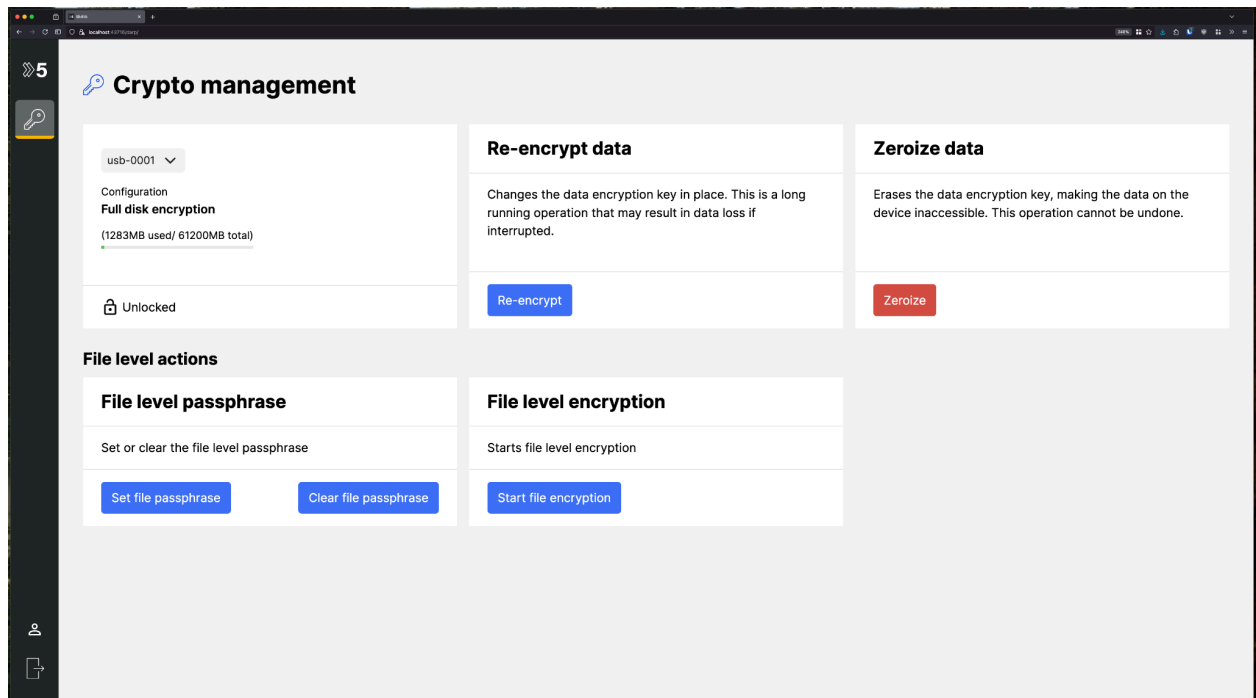 5
Crypto management
usb-0001
Configuration
Full disk encryption
(1283MB used/ 61200MB total)
Unlocked
Re-encrypt data
Changes the data encryption key in place. This is a long
running operation that may result in data loss if
interrupted.
Re-encrypt
Zeroize data
Erases the data encryption key, making the data on the
device inaccessible. This operation cannot be undone.
Zeroize
File level actions
File level passphrase
Set or clear the file level passphrase
Set file passphrase
Clear file passphrase
File level encryption
Starts file level encryption
Start file encryption